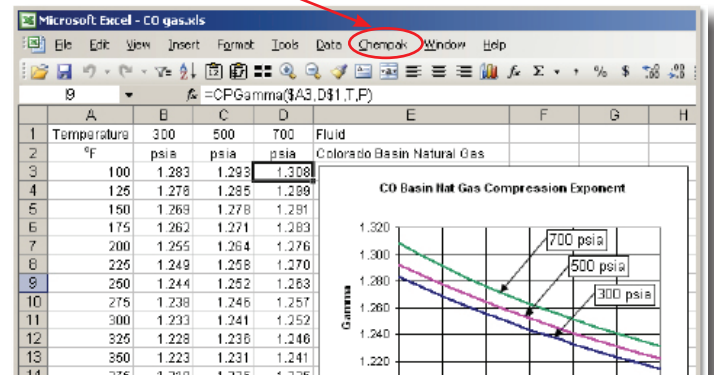 Microsoft Excel - CO gas.xls
File Edit View Insert Format Tools Data Chempak Window Help
fx Σ % $
I9 fx =CPGamma($A3,D$1,T,P)
A B C D E F G H
1 Temperature 300 500 700 Fluid
2 °F psia psia psia Colorado Basin Natural Gas
3 100 1.283 1.293 1.308
4 125 1.276 1.285 1.299
5 150 1.269 1.278 1.291
6 175 1.262 1.271 1.283
7 200 1.255 1.264 1.276
8 225 1.249 1.258 1.270
9 250 1.244 1.252 1.263
10 275 1.238 1.246 1.257
11 300 1.233 1.241 1.252
12 325 1.228 1.236 1.246
13 350 1.223 1.231 1.241
14
CO Basin Nat Gas Compression Exponent
1.320
1.300
1.280
1.260
1.240
1.220
Gamma
700 psia
500 psia
300 psia